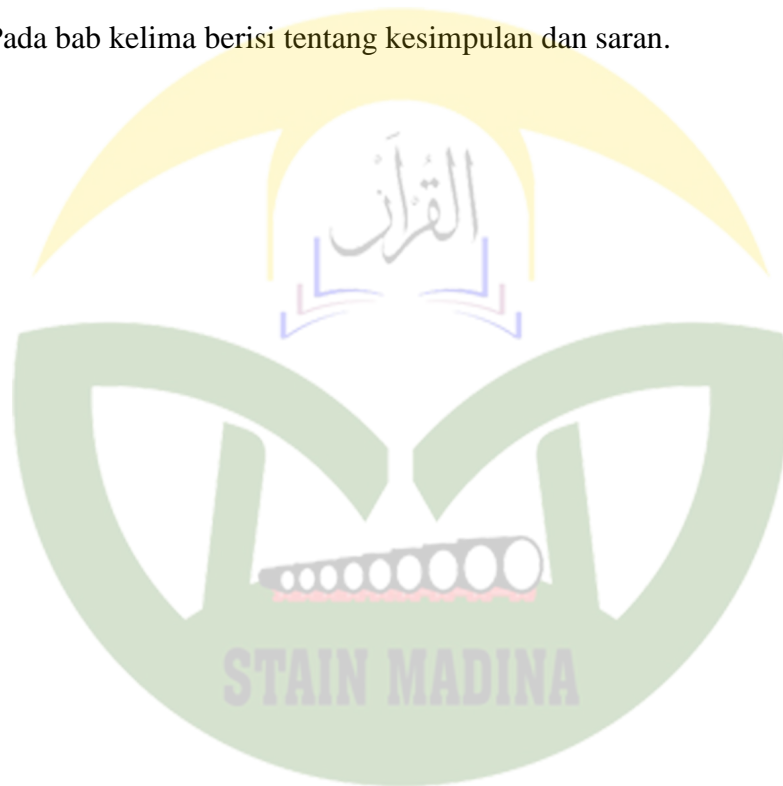 Pada bab kelima berisi tentang kesimpulan dan saran.
القرآن
STAIN MADINA